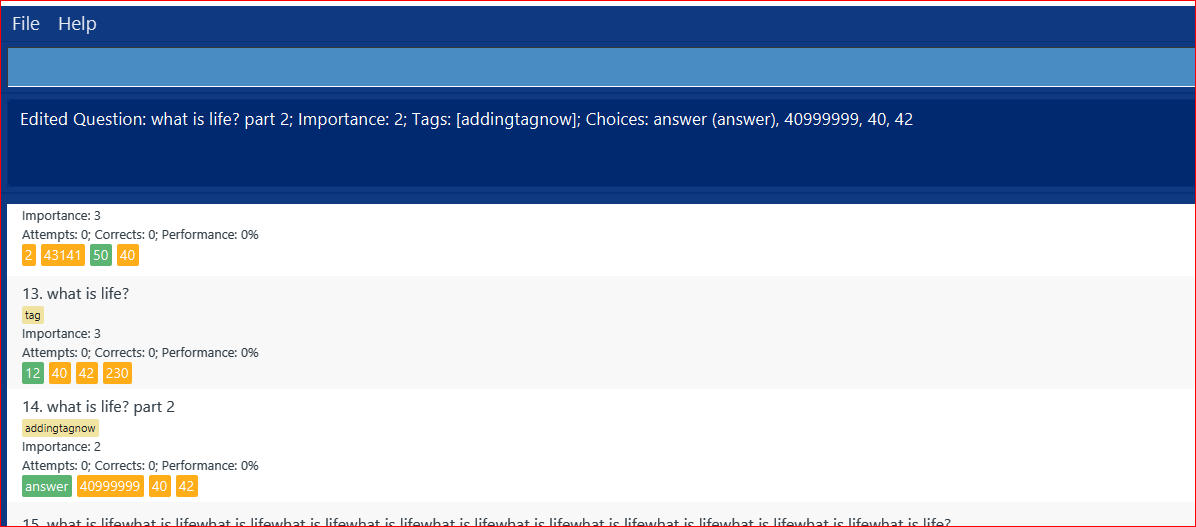 File Help
Edited Question: what is life? part 2; Importance: 2; Tags: [addingtagnow]; Choices: answer (answer), 40999999, 40, 42
Importance: 3
Attempts: 0; Corrects: 0; Performance: 0%
2 43141 50 40
13. what is life?
tag
Importance: 3
Attempts: 0; Corrects: 0; Performance: 0%
12 40 42 230
14. what is life? part 2
addingtagnow
Importance: 2
Attempts: 0; Corrects: 0; Performance: 0%
answer 40999999 40 42
15. what is lifewhat is lifewhat is lifewhat is lifewhat is lifewhat is lifewhat is lifewhat is lifewhat is lifewhat is lifewhat is life?